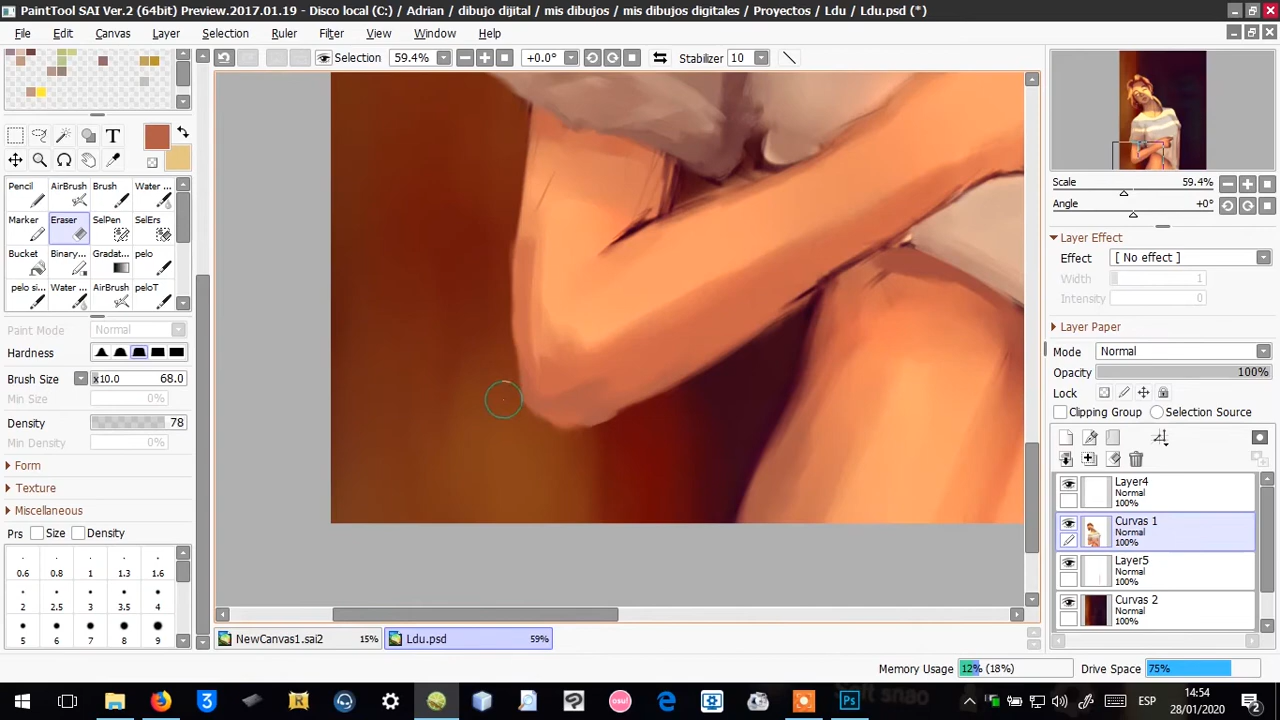 PaintTool SAI Ver.2 (64bit) Preview.2017.01.19 - Disco local (C:) / Adrian / dibujo dijital / mis dibujos / mis dibujos digitales / Proyectos / Ldu / Ldu.psd (*)
File Edit Canvas Layer Selection Filter Ruler View Window Help
Selection 59.4% +0.0° Stabilizer 10
T
Pencil AirBrush Brush Water ...
Marker Eraser SelPen SelErs
Bucket Binary... Gradat... pelo
pelo si... Water ... AirBrush peloT
Paint Mode Normal
Hardness
Brush Size x10.0 68.0
Min Size 100%
Density 78
Min Density 0%
Form
Texture
Miscellaneous
Prs Size Density
0.6 0.8 1 1.3 1.6
2 2.5 3 3.5 4
5 6 7 8 9
Scale 59.4%
Angle +0°
Layer Effect
Effect [ No effect ]
Width 1
Intensity 0
Layer Paper
Mode Normal
Opacity 100%
Lock
Clipping Group Selection Source
Layer4
Normal
100%
Curvas 1
Normal
100%
Layer5
Normal
100%
Curvas 2
Normal
100%
NewCanvas1.sai2 15% Ldu.psd 59%
Memory Usage 12% (18%) Drive Space 75%
3 R osu! Ps ESP 14:54
28/01/2020 2